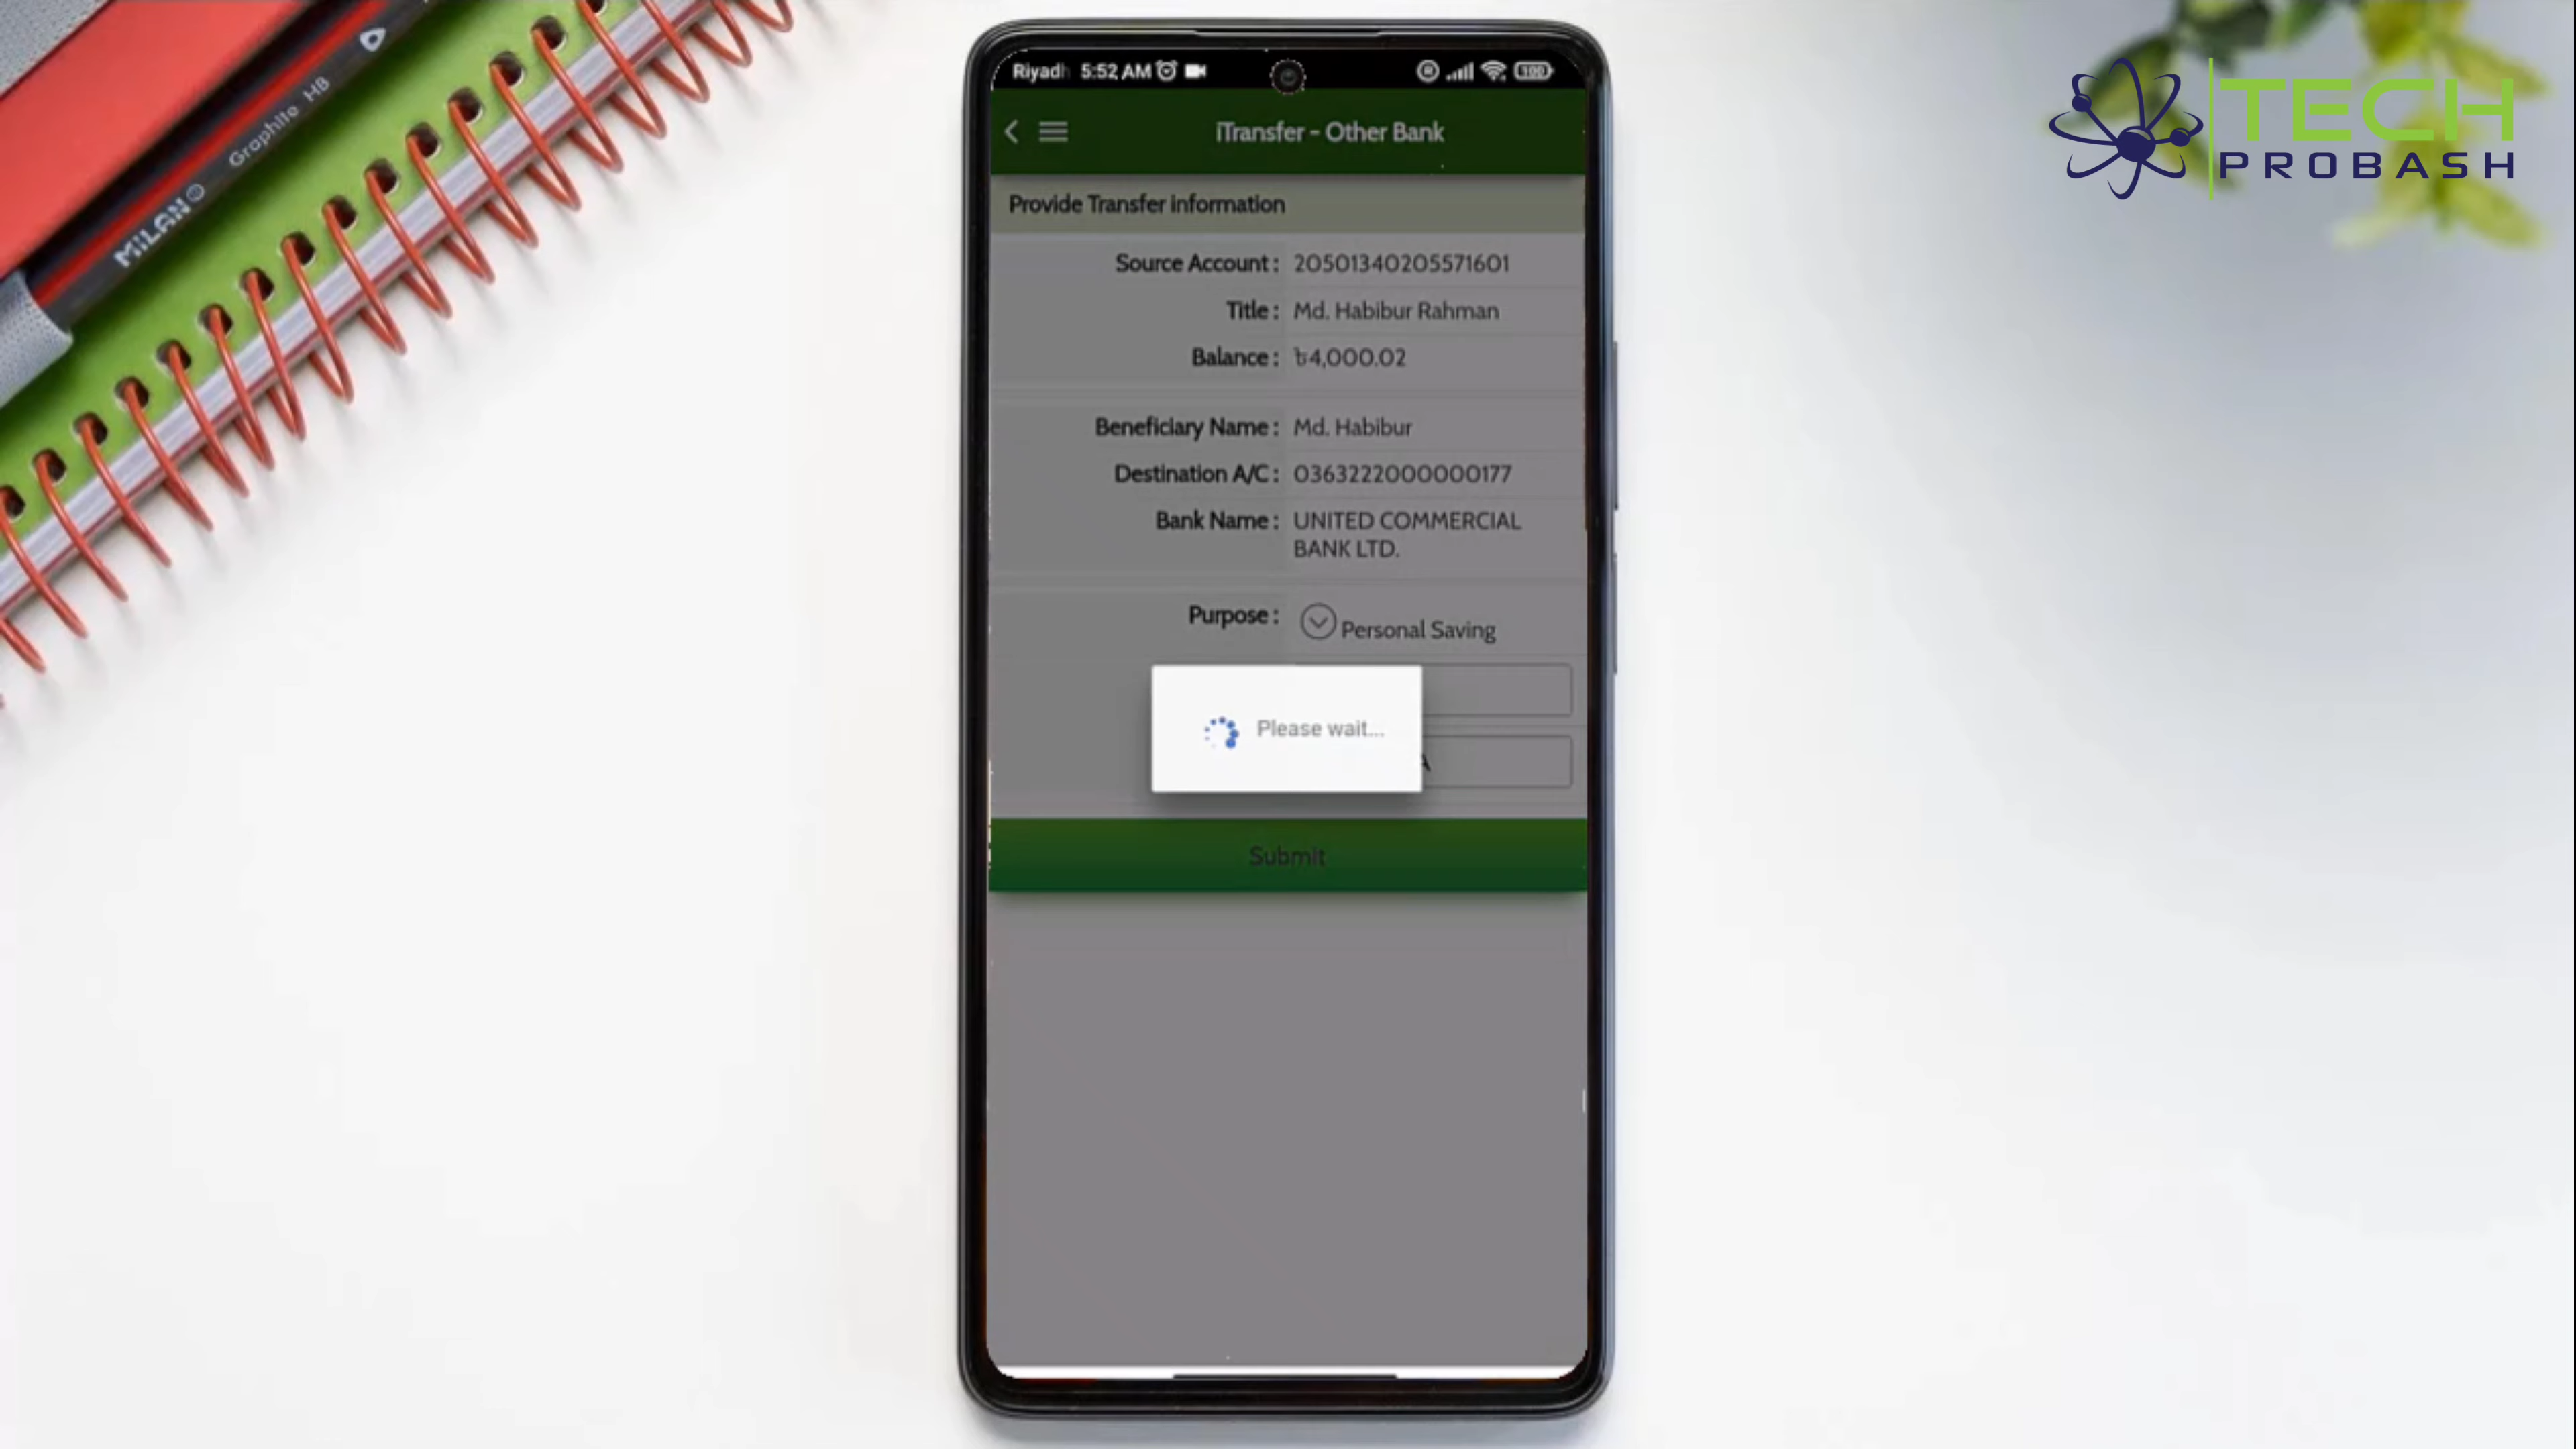 MILAN Graphite HB
TECH
PROBASH
Riyadh 5:52 AM
100
iTransfer - Other Bank
Provide Transfer information
Source Account : 20501340205571601
Title : Md. Habibur Rahman
Balance : ৳4,000.02
Beneficiary Name : Md. Habibur
Destination A/C : 0363222000000177
Bank Name : UNITED COMMERCIAL
BANK LTD.
Purpose : Personal Saving
Please wait...
A
Submit